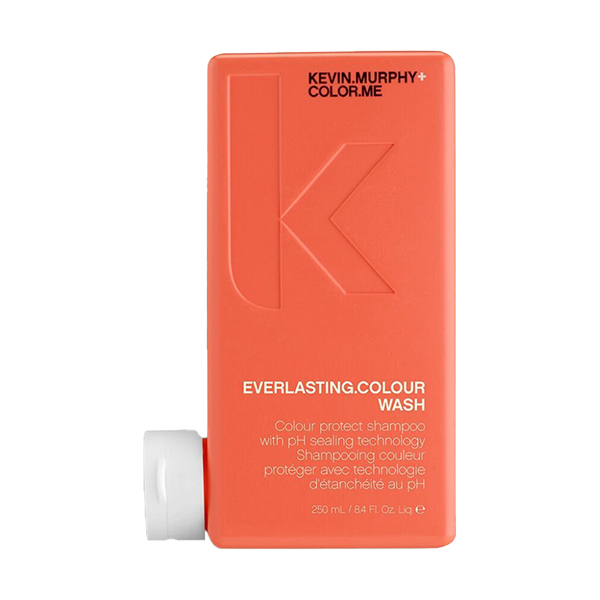 KEVIN.MURPHY+
COLOR.ME
EVERLASTING.COLOUR
WASH
Colour protect shampoo
with pH sealing technology
Shampooing couleur
protéger avec technologie
d'étanchéité au pH
250 mL / 8.4 Fl. Oz. Liq. ℮